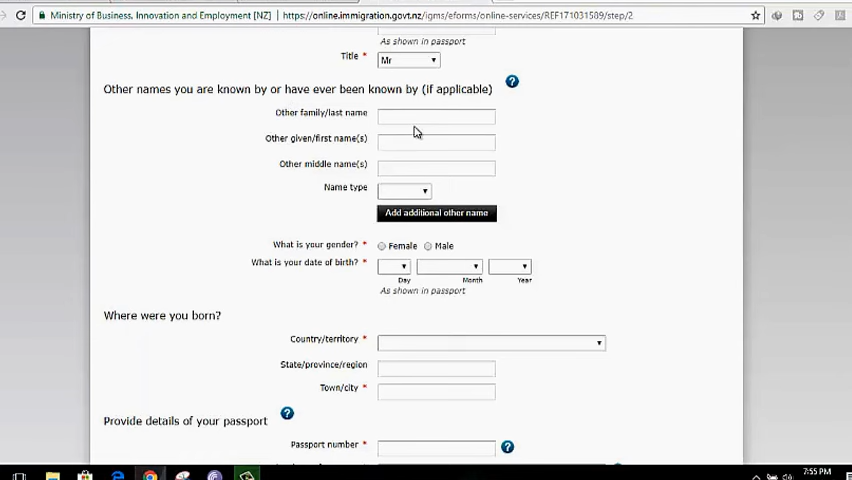 Ministry of Business, Innovation and Employment [NZ] https://online.immigration.govt.nz/igms/eforms/online-services/REF171031509/step/2
As shown in passport
Title * Mr
Other names you are known by or have ever been known by (if applicable) ?
Other family/last name
Other given/first name(s)
Other middle name(s)
Name type
Add additional other name
What is your gender? * Female Male
What is your date of birth? *
Day Month Year
As shown in passport
Where were you born?
Country/territory *
State/province/region
Town/city *
Provide details of your passport ?
Passport number * ?
7:55 PM